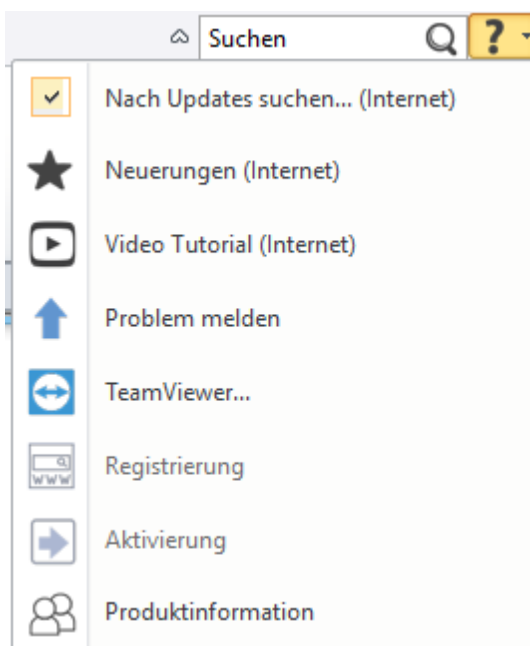 Suchen ?
Nach Updates suchen... (Internet)
Neuerungen (Internet)
Video Tutorial (Internet)
Problem melden
TeamViewer...
www Registrierung
Aktivierung
Produktinformation